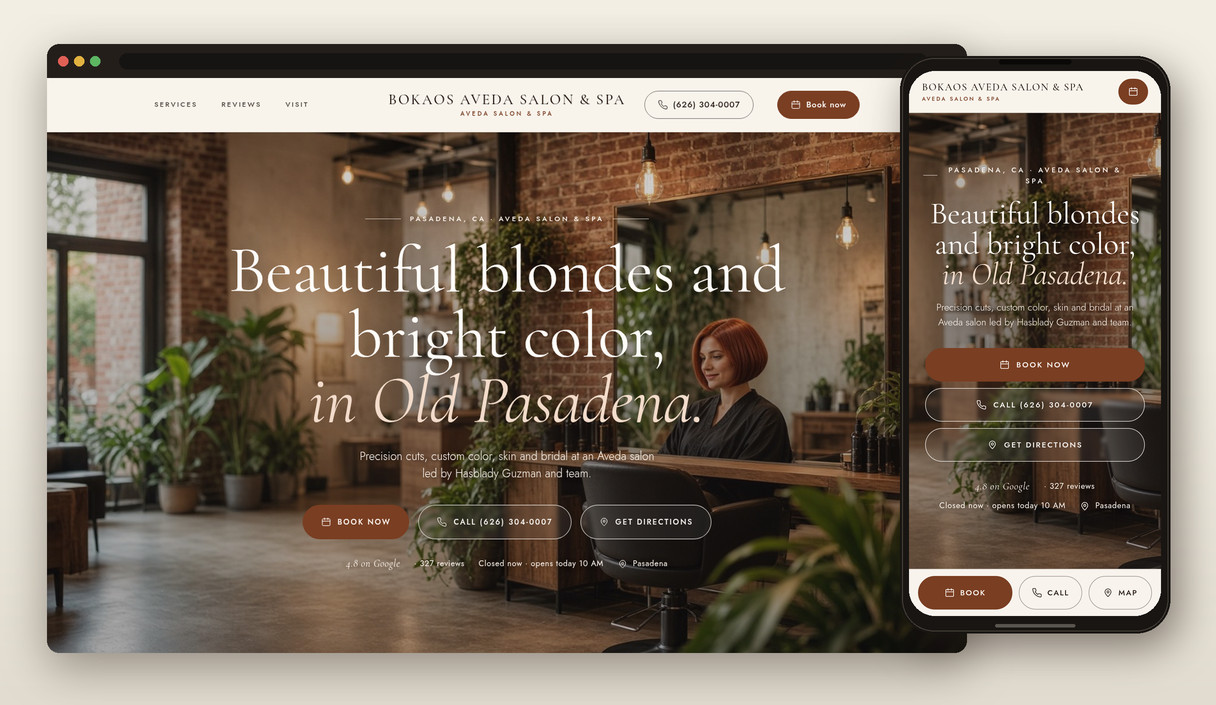 SERVICES
REVIEWS
VISIT
BOKAOS AVEDA SALON & SPA
AVEDA SALON & SPA
(626) 304-0007
Book now
PASADENA, CA · AVEDA SALON & SPA
Beautiful blondes and
bright color,
in Old Pasadena.
Precision cuts, custom color, skin and bridal at an Aveda salon
led by Hasblady Guzman and team.
BOOK NOW
CALL (626) 304-0007
GET DIRECTIONS
4.8 on Google · 327 reviews Closed now · opens today 10 AM Pasadena
BOKAOS AVEDA SALON & SPA
AVEDA SALON & SPA
PASADENA, CA · AVEDA SALON &
SPA
Beautiful blondes
and bright color,
in Old Pasadena.
Precision cuts, custom color, skin and bridal at an
Aveda salon led by Hasblady Guzman and team.
BOOK NOW
CALL (626) 304-0007
GET DIRECTIONS
4.8 on Google · 327 reviews
Closed now · opens today 10 AM Pasadena
BOOK
CALL
MAP